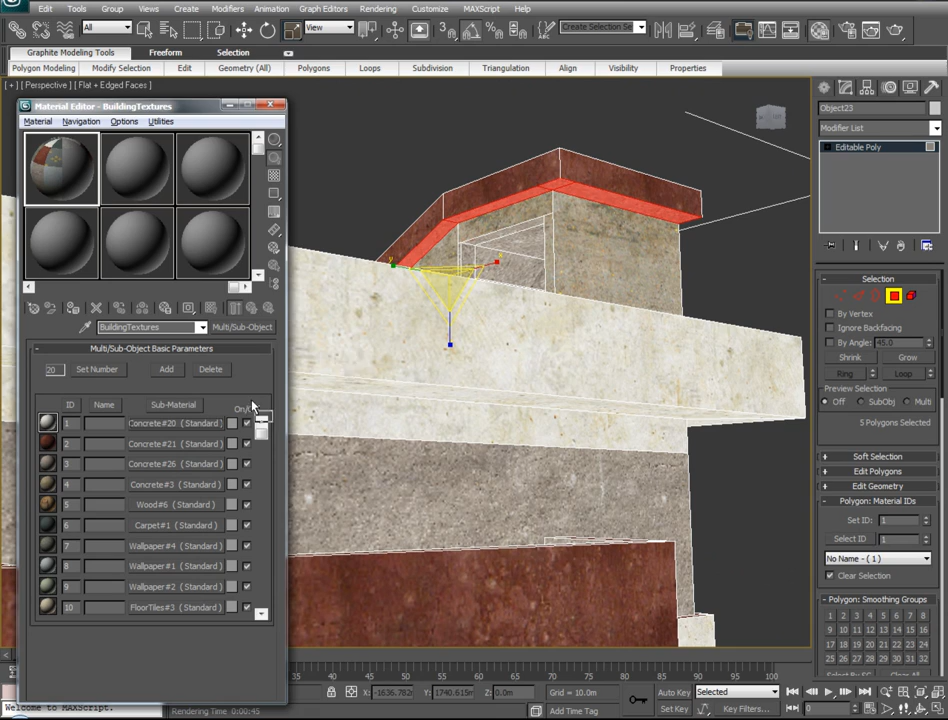 Edit Tools Group Views Create Modifiers Animation Graph Editors Rendering Customize MAXScript Help
All View 3 Create Selection Se
Graphite Modeling Tools Freeform Selection
Polygon Modeling Modify Selection Edit Geometry (All) Polygons Loops Subdivision Triangulation Align Visibility Properties
[ + ] [ Perspective ] [ Flat + Edged Faces ]
Material Editor - BuildingTextures
Material Navigation Options Utilities
BuildingTextures Multi/Sub-Object
- Multi/Sub-Object Basic Parameters
20 Set Number Add Delete
ID Name Sub-Material On/O
1 Concrete#20 ( Standard )
2 Concrete#21 ( Standard )
3 Concrete#26 ( Standard )
4 Concrete#3 ( Standard )
5 Wood#6 ( Standard )
6 Carpet#1 ( Standard )
7 Wallpaper#4 ( Standard )
8 Wallpaper#1 ( Standard )
9 Wallpaper#2 ( Standard )
10 FloorTiles#3 ( Standard )
Object23
Modifier List
Editable Poly
- Selection
By Vertex
Ignore Backfacing
By Angle: 45.0
Shrink Grow
Ring Loop
Preview Selection
Off SubObj Multi
5 Polygons Selected
+ Soft Selection
+ Edit Polygons
+ Edit Geometry
- Polygon: Material IDs
Set ID: 1
Select ID 1
No Name - ( 1 )
Clear Selection
- Polygon: Smoothing Groups
1 2 3 4 5 6 7 8
9 10 11 12 13 14 15 16
17 18 19 20 21 22 23 24
25 26 27 28 29 30 31 32
35 40 45 50 55 60 65 70 75 80 85 90 95 100
X: -1636.782m Y: 1740.615m Z: 0.0m Grid = 10.0m Auto Key Selected
Welcome to MAXScript. Rendering Time 0:00:45 Add Time Tag Set Key Key Filters... 0